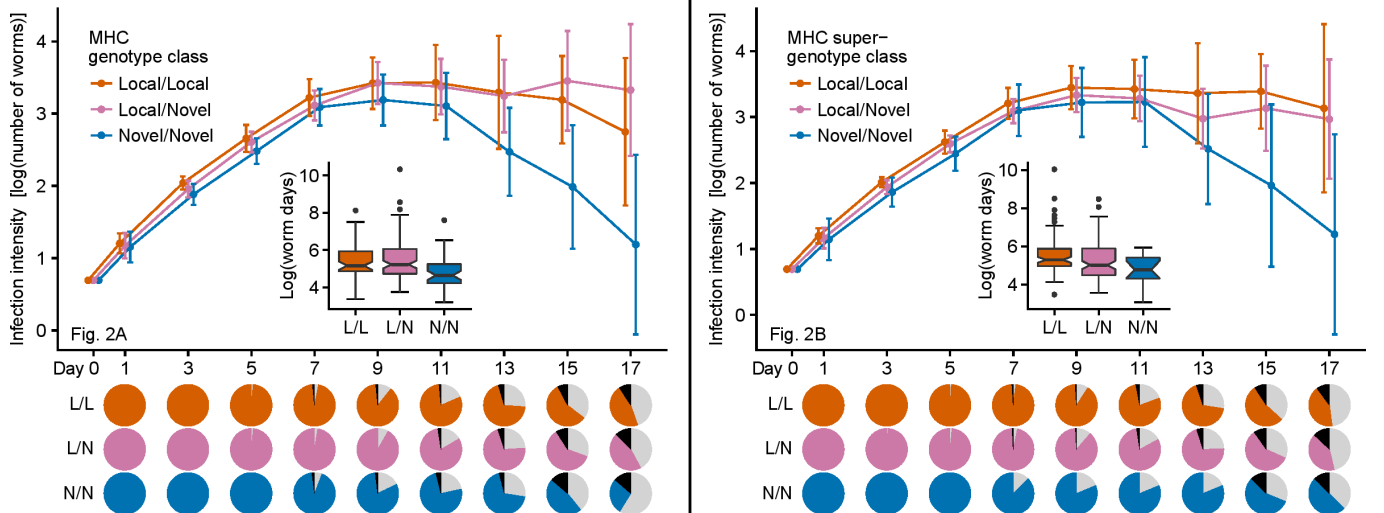 Infection intensity [log(number of worms)]
4
3
2
1
0
MHC
genotype class
Local/Local
Local/Novel
Novel/Novel
Log(worm days)
10
8
6
4
L/L L/N N/N
Fig. 2A
Day 0 1 3 5 7 9 11 13 15 17
L/L
L/N
N/N
Infection intensity [log(number of worms)]
4
3
2
1
0
MHC super-
genotype class
Local/Local
Local/Novel
Novel/Novel
Log(worm days)
10
8
6
4
L/L L/N N/N
Fig. 2B
Day 0 1 3 5 7 9 11 13 15 17
L/L
L/N
N/N